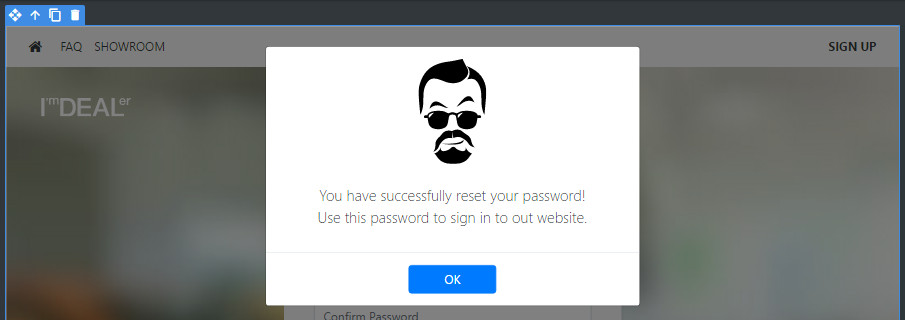 FAQ SHOWROOM SIGN UP
I'mDEALer
You have successfully reset your password!
Use this password to sign in to out website.
OK
Confirm Password